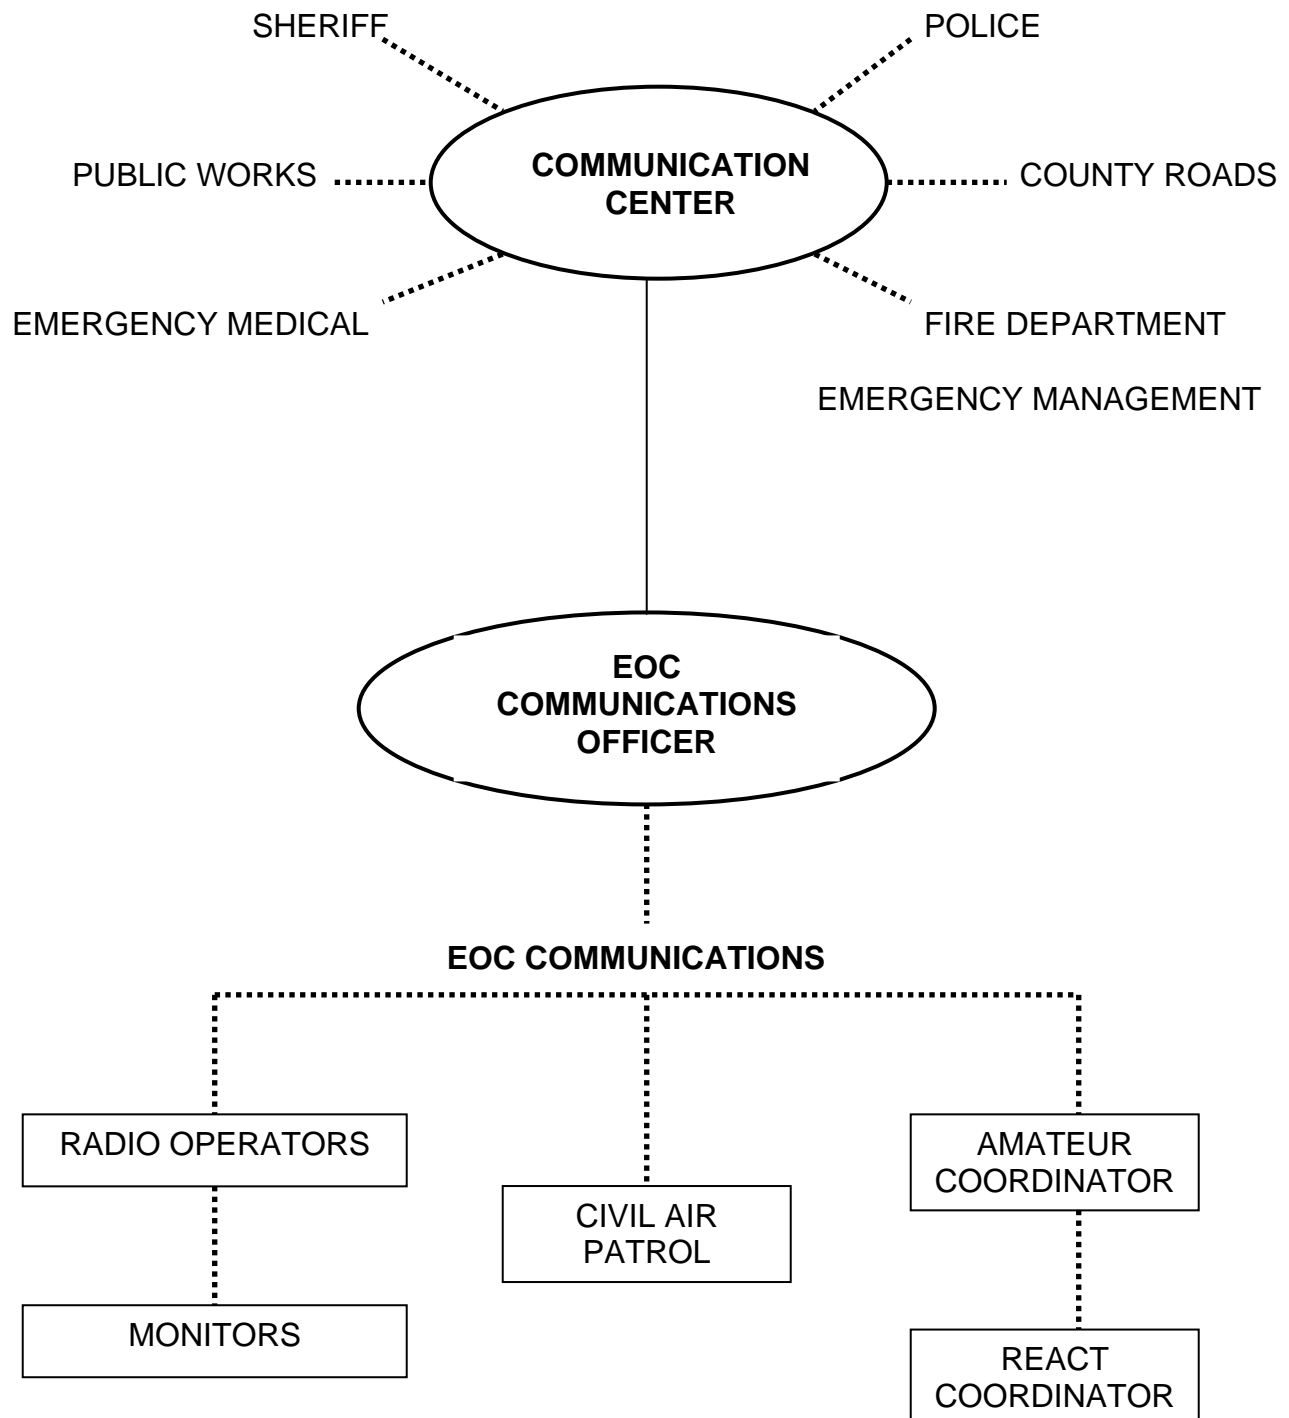 SHERIFF
POLICE
COMMUNICATION
CENTER
PUBLIC WORKS
COUNTY ROADS
EMERGENCY MEDICAL
FIRE DEPARTMENT
EMERGENCY MANAGEMENT
EOC
COMMUNICATIONS
OFFICER
EOC COMMUNICATIONS
RADIO OPERATORS
AMATEUR
COORDINATOR
CIVIL AIR
PATROL
MONITORS
REACT
COORDINATOR